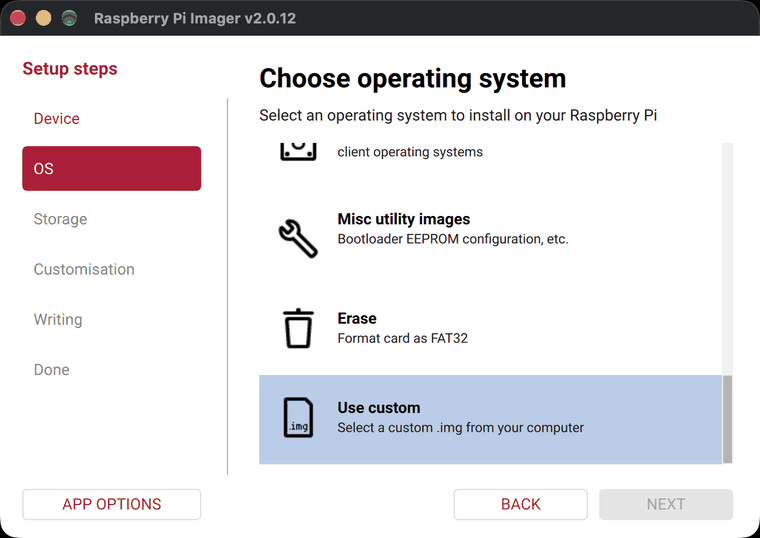 Raspberry Pi Imager v2.0.12
Setup steps
Device
OS
Storage
Customisation
Writing
Done
APP OPTIONS
Choose operating system
Select an operating system to install on your Raspberry Pi
client operating systems
Misc utility images
Bootloader EEPROM configuration, etc.
Erase
Format card as FAT32
.img
Use custom
Select a custom .img from your computer
BACK
NEXT